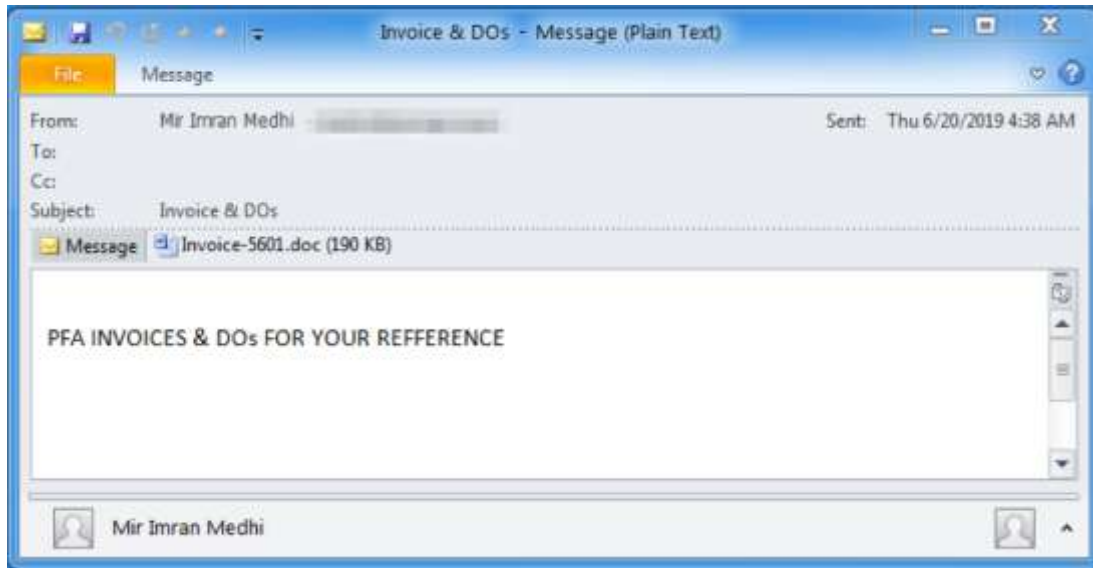 Invoice & DOs - Message (Plain Text)
File Message
From: Mir Imran Medhi Sent: Thu 6/20/2019 4:38 AM
To:
Cc:
Subject: Invoice & DOs
Message Invoice-5601.doc (190 KB)
PFA INVOICES & DOs FOR YOUR REFFERENCE
Mir Imran Medhi